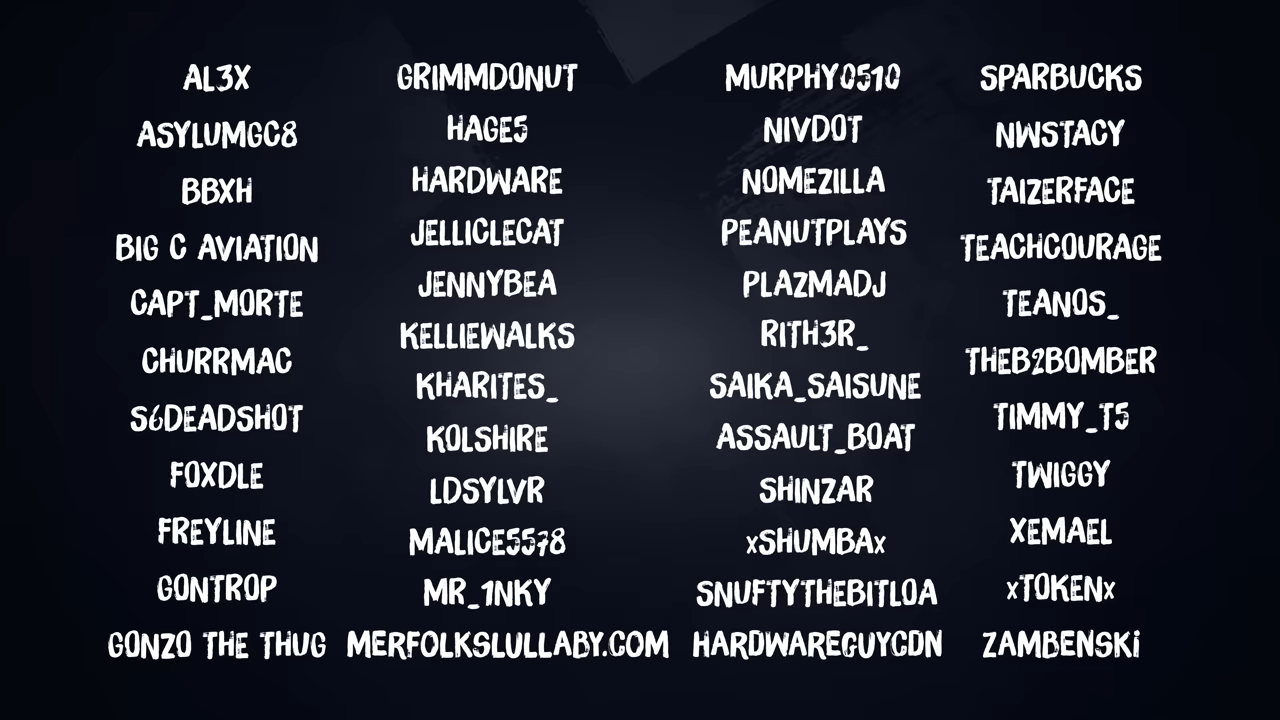 AL3X
ASYLUMGC8
BBXH
BIG C AVIATION
CAPT_MORTE
CHURRMAC
S6DEADSHOT
FOXDLE
FREYLINE
GONTROP
GONZO THE THUG
GRIMMDONUT
HAGE5
HARDWARE
JELLICLECAT
JENNYBEA
KELLIEWALKS
KHARITES_
KOLSHIRE
LDSYLVR
MALICE5578
MR_1NKY
MERFOLKSLULLABY.COM
MURPHY0510
NIVDOT
NOMEZILLA
PEANUTPLAYS
PLAZMADJ
RITH3R_
SAIKA_SAISUNE
ASSAULT_BOAT
SHINZAR
xSHUMBAx
SNUFTYTHEBITLOA
HARDWAREGUYCDN
SPARBUCKS
NWSTACY
TAIZERFACE
TEACHCOURAGE
TEANOS_
THEB2BOMBER
TIMMY_T5
TWIGGY
XEMAEL
xTOKENx
ZAMBENSKi